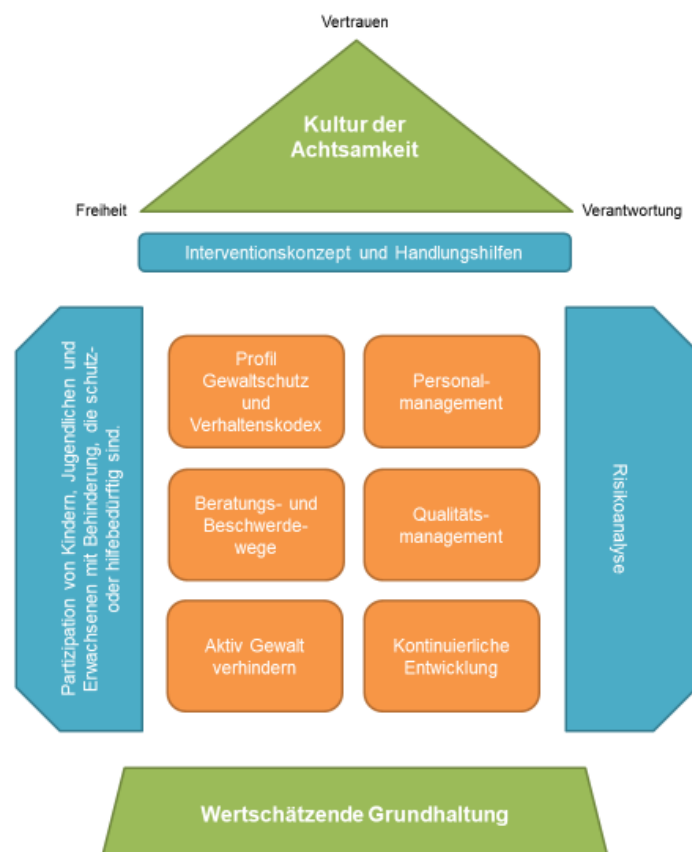 Vertrauen
Kultur der
Achtsamkeit
Freiheit
Verantwortung
Interventionskonzept und Handlungshilfen
Partizipation von Kindern, Jugendlichen und
Erwachsenen mit Behinderung, die schutz-
oder hilfebedürftig sind.
Profil
Gewaltschutz
und
Verhaltenskodex
Personal-
management
Beratungs- und
Beschwerde-
wege
Qualitäts-
management
Aktiv Gewalt
verhindern
Kontinuierliche
Entwicklung
Risikoanalyse
Wertschätzende Grundhaltung